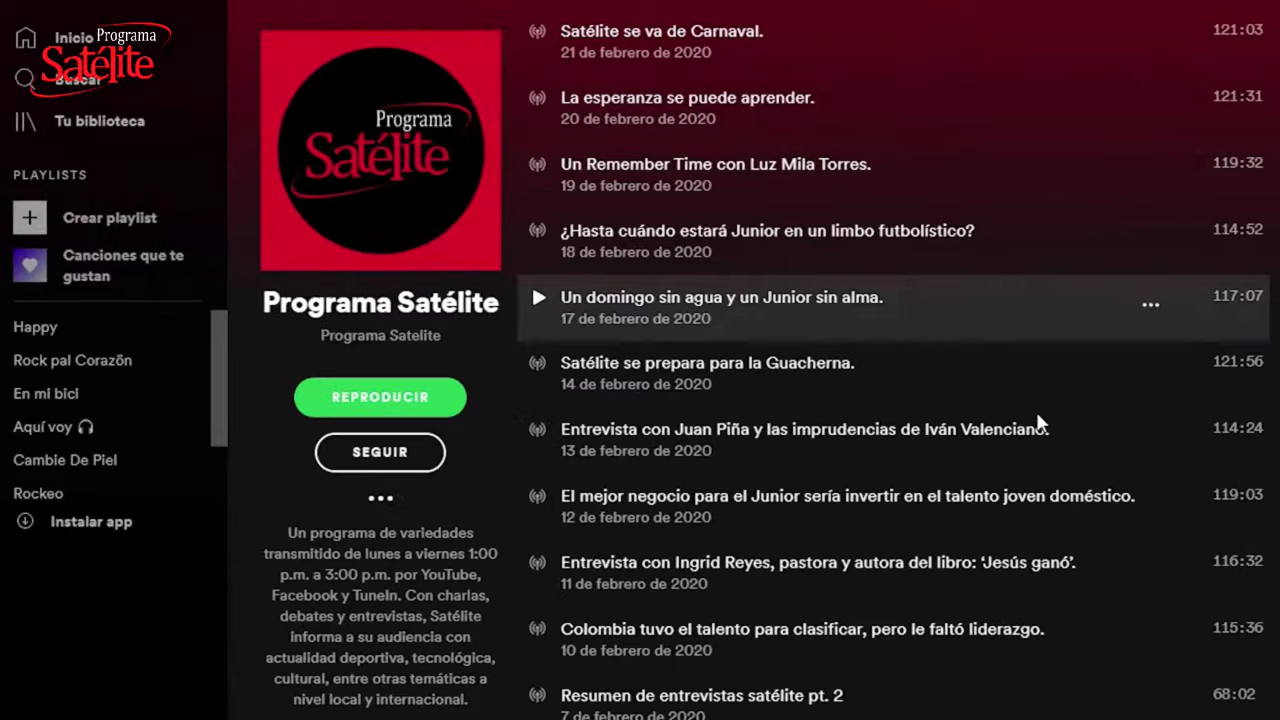 Inicio
Programa
Satélite
Buscar
Tu biblioteca
PLAYLISTS
Crear playlist
Canciones que te
gustan
Happy
Rock pal Corazõn
En mi bici
Aquí voy
Cambie De Piel
Rockeo
Instalar app
Programa
Satélite
Programa Satélite
Programa Satelite
REPRODUCIR
SEGUIR
Un programa de variedades
transmitido de lunes a viernes 1:00
p.m. a 3:00 p.m. por YouTube,
Facebook y TuneIn. Con charlas,
debates y entrevistas, Satélite
informa a su audiencia con
actualidad deportiva, tecnológica,
cultural, entre otras temáticas a
nivel local y internacional.
Satélite se va de Carnaval. 121:03
21 de febrero de 2020
La esperanza se puede aprender. 121:31
20 de febrero de 2020
Un Remember Time con Luz Mila Torres. 119:32
19 de febrero de 2020
¿Hasta cuándo estará Junior en un limbo futbolístico? 114:52
18 de febrero de 2020
Un domingo sin agua y un Junior sin alma. 117:07
17 de febrero de 2020
Satélite se prepara para la Guacherna. 121:56
14 de febrero de 2020
Entrevista con Juan Piña y las imprudencias de Iván Valenciano. 114:24
13 de febrero de 2020
El mejor negocio para el Junior sería invertir en el talento joven doméstico. 119:03
12 de febrero de 2020
Entrevista con Ingrid Reyes, pastora y autora del libro: ‘Jesús ganó’. 116:32
11 de febrero de 2020
Colombia tuvo el talento para clasificar, pero le faltó liderazgo. 115:36
10 de febrero de 2020
Resumen de entrevistas satélite pt. 2 68:02
7 de febrero de 2020